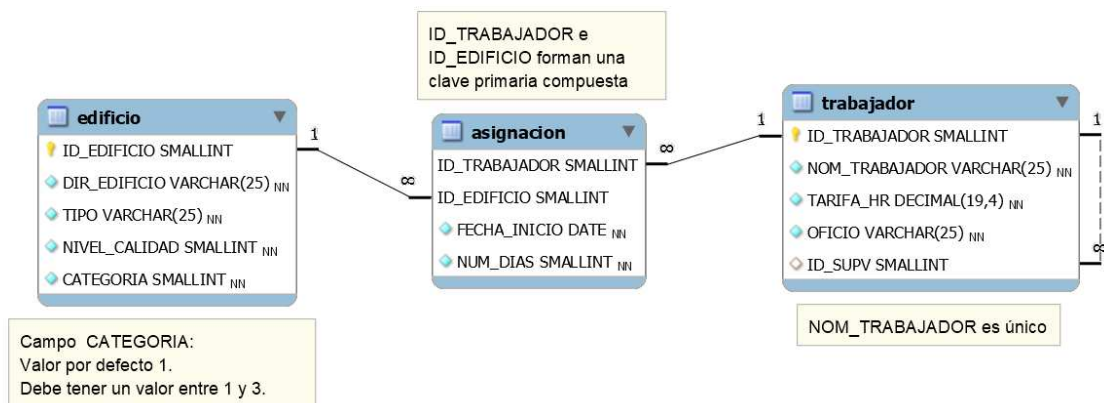 ID_TRABAJADOR e
ID_EDIFICIO forman una
clave primaria compuesta
edificio
ID_EDIFICIO SMALLINT
DIR_EDIFICIO VARCHAR(25) NN
TIPO VARCHAR(25) NN
NIVEL_CALIDAD SMALLINT NN
CATEGORIA SMALLINT NN
1
∞
asignacion
ID_TRABAJADOR SMALLINT
ID_EDIFICIO SMALLINT
FECHA_INICIO DATE NN
NUM_DIAS SMALLINT NN
∞
1
trabajador
ID_TRABAJADOR SMALLINT
NOM_TRABAJADOR VARCHAR(25) NN
TARIFA_HR DECIMAL(19,4) NN
OFICIO VARCHAR(25) NN
ID_SUPV SMALLINT
1
∞
Campo CATEGORIA:
Valor por defecto 1.
Debe tener un valor entre 1 y 3.
NOM_TRABAJADOR es único